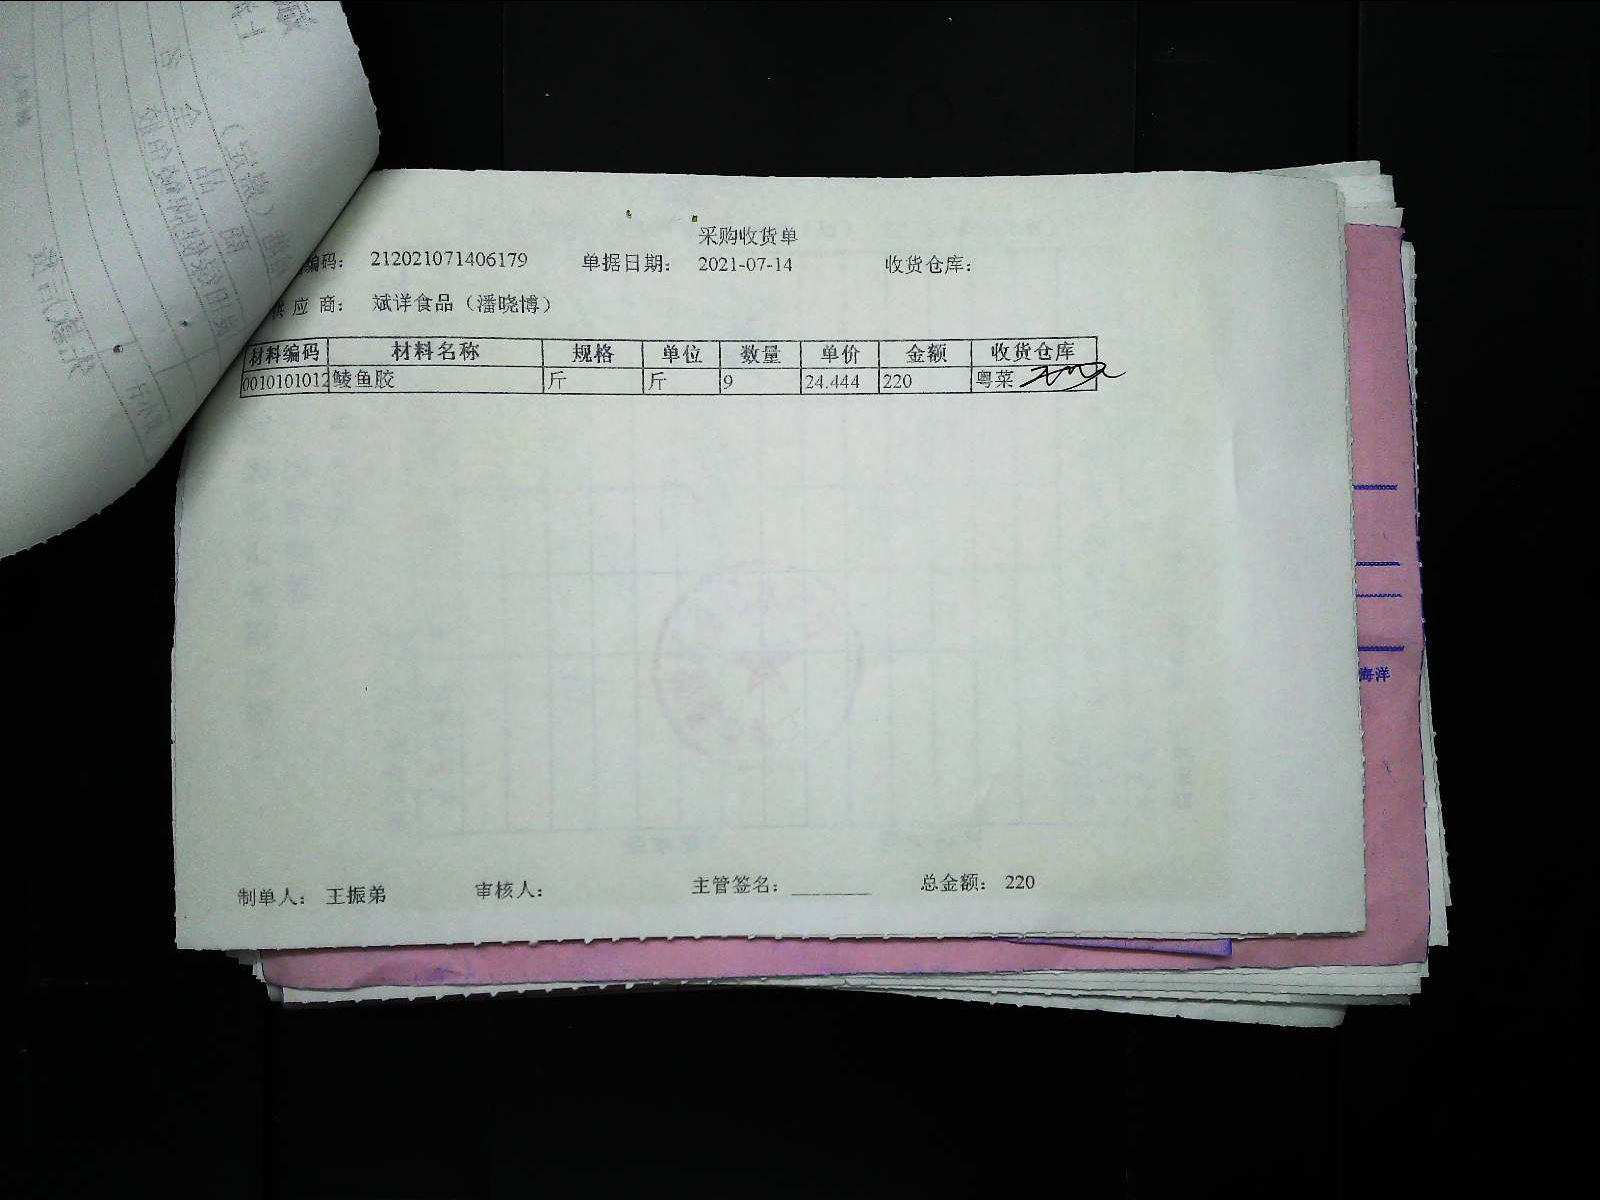 采购收货单
编码: 212021071406179 单据日期: 2021-07-14 收货仓库:
供应商: 斌洋食品（潘晓博）
材料编码 材料名称 规格 单位 数量 单价 金额 收货仓库
0010101012 鲮鱼胶 斤 斤 9 24.444 220 粤菜
海洋
制单人: 王振弟 审核人: 主管签名: ________ 总金额: 220